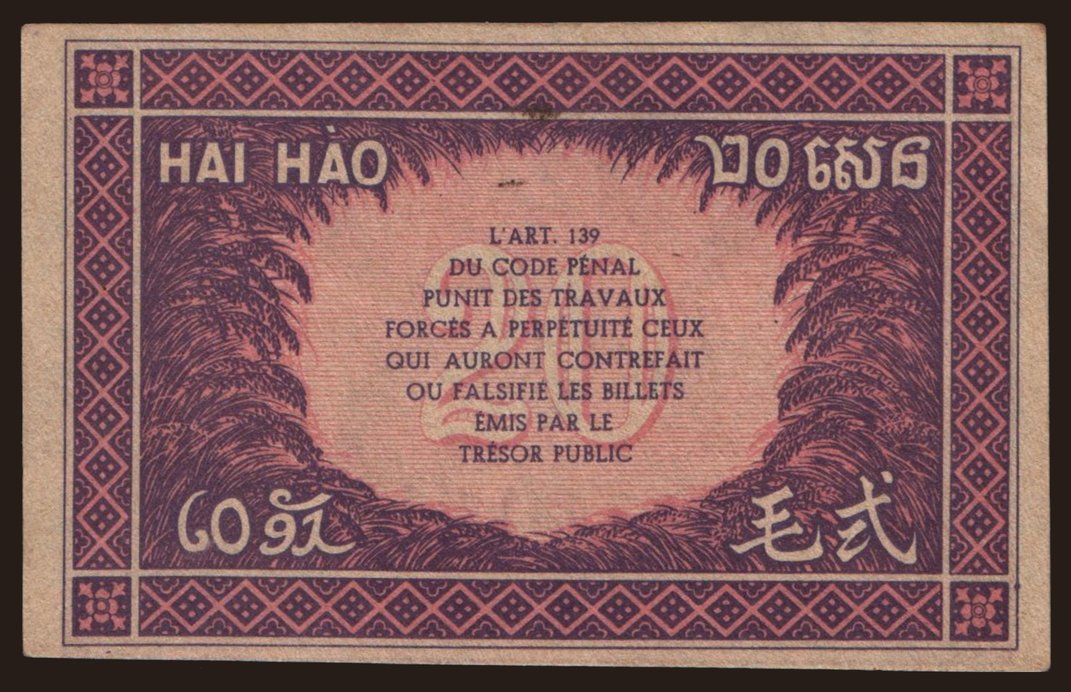 HAI HÀO
២០ សេន
20
L'ART. 139
DU CODE PÉNAL
PUNIT DES TRAVAUX
FORCÉS A PERPÉTUITÉ CEUX
QUI AURONT CONTREFAIT
OU FALSIFIÉ LES BILLETS
ÉMIS PAR LE
TRÉSOR PUBLIC
毛弍